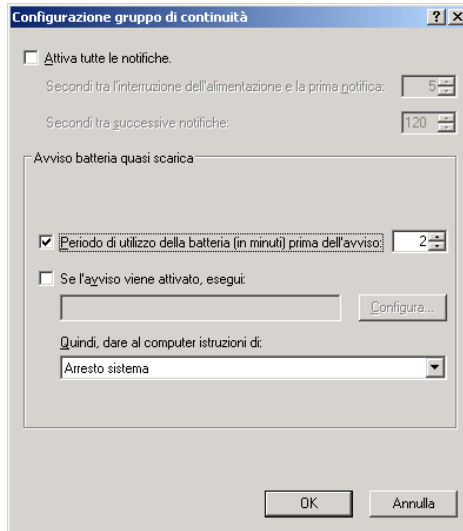 Configurazione gruppo di continuità
Attiva tutte le notifiche.
Secondi tra l'interruzione dell'alimentazione e la prima notifica: 5
Secondi tra successive notifiche: 120
Avviso batteria quasi scarica
Periodo di utilizzo della batteria (in minuti) prima dell'avviso: 2
Se l'avviso viene attivato, esegui:
Configura...
Quindi, dare al computer istruzioni di:
Arresto sistema
OK Annulla